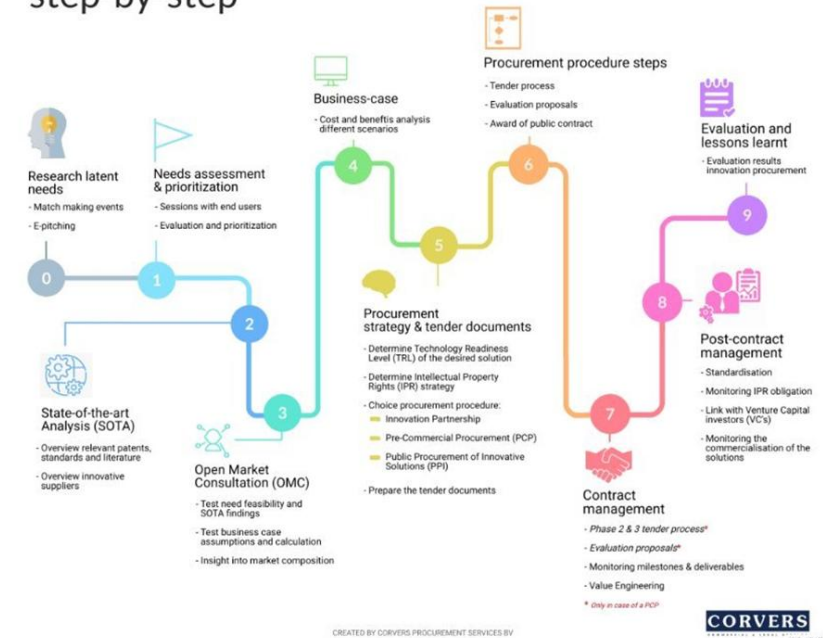 step-by-step
Research latent
needs
- Match making events
- E-pitching
0
Needs assessment
& prioritization
- Sessions with end users
- Evaluation and prioritization
1
2
State-of-the-art
Analysis (SOTA)
- Overview relevant patents,
standards and literature
- Overview innovative
suppliers
3
Open Market
Consultation (OMC)
- Test need feasibility and
SOTA findings
- Test business case
assumptions and calculation
- Insight into market composition
Business-case
- Cost and beneftis analysis
different scenarios
4
5
Procurement
strategy & tender documents
- Determine Technology Readiness
Level (TRL) of the desired solution
- Determine Intellectual Property
Rights (IPR) strategy
- Choice procurement procedure:
Innovation Partnership
Pre-Commercial Procurement (PCP)
Public Procurement of Innovative
Solutions (PPI)
- Prepare the tender documents
Procurement procedure steps
- Tender process
- Evaluation proposals
- Award of public contract
6
7
Contract
management
- Phase 2 & 3 tender process*
- Evaluation proposals*
- Monitoring milestones & deliverables
- Value Engineering
* Only in case of a PCP
8
Post-contract
management
- Standardisation
- Monitoring IPR obligation
- Link with Venture Capital
investors (VC's)
- Monitoring the
commercialisation of the
solutions
Evaluation and
lessons learnt
- Evaluation results
innovation procurement
9
CORVERS
CREATED BY CORVERS PROCUREMENT SERVICES BV